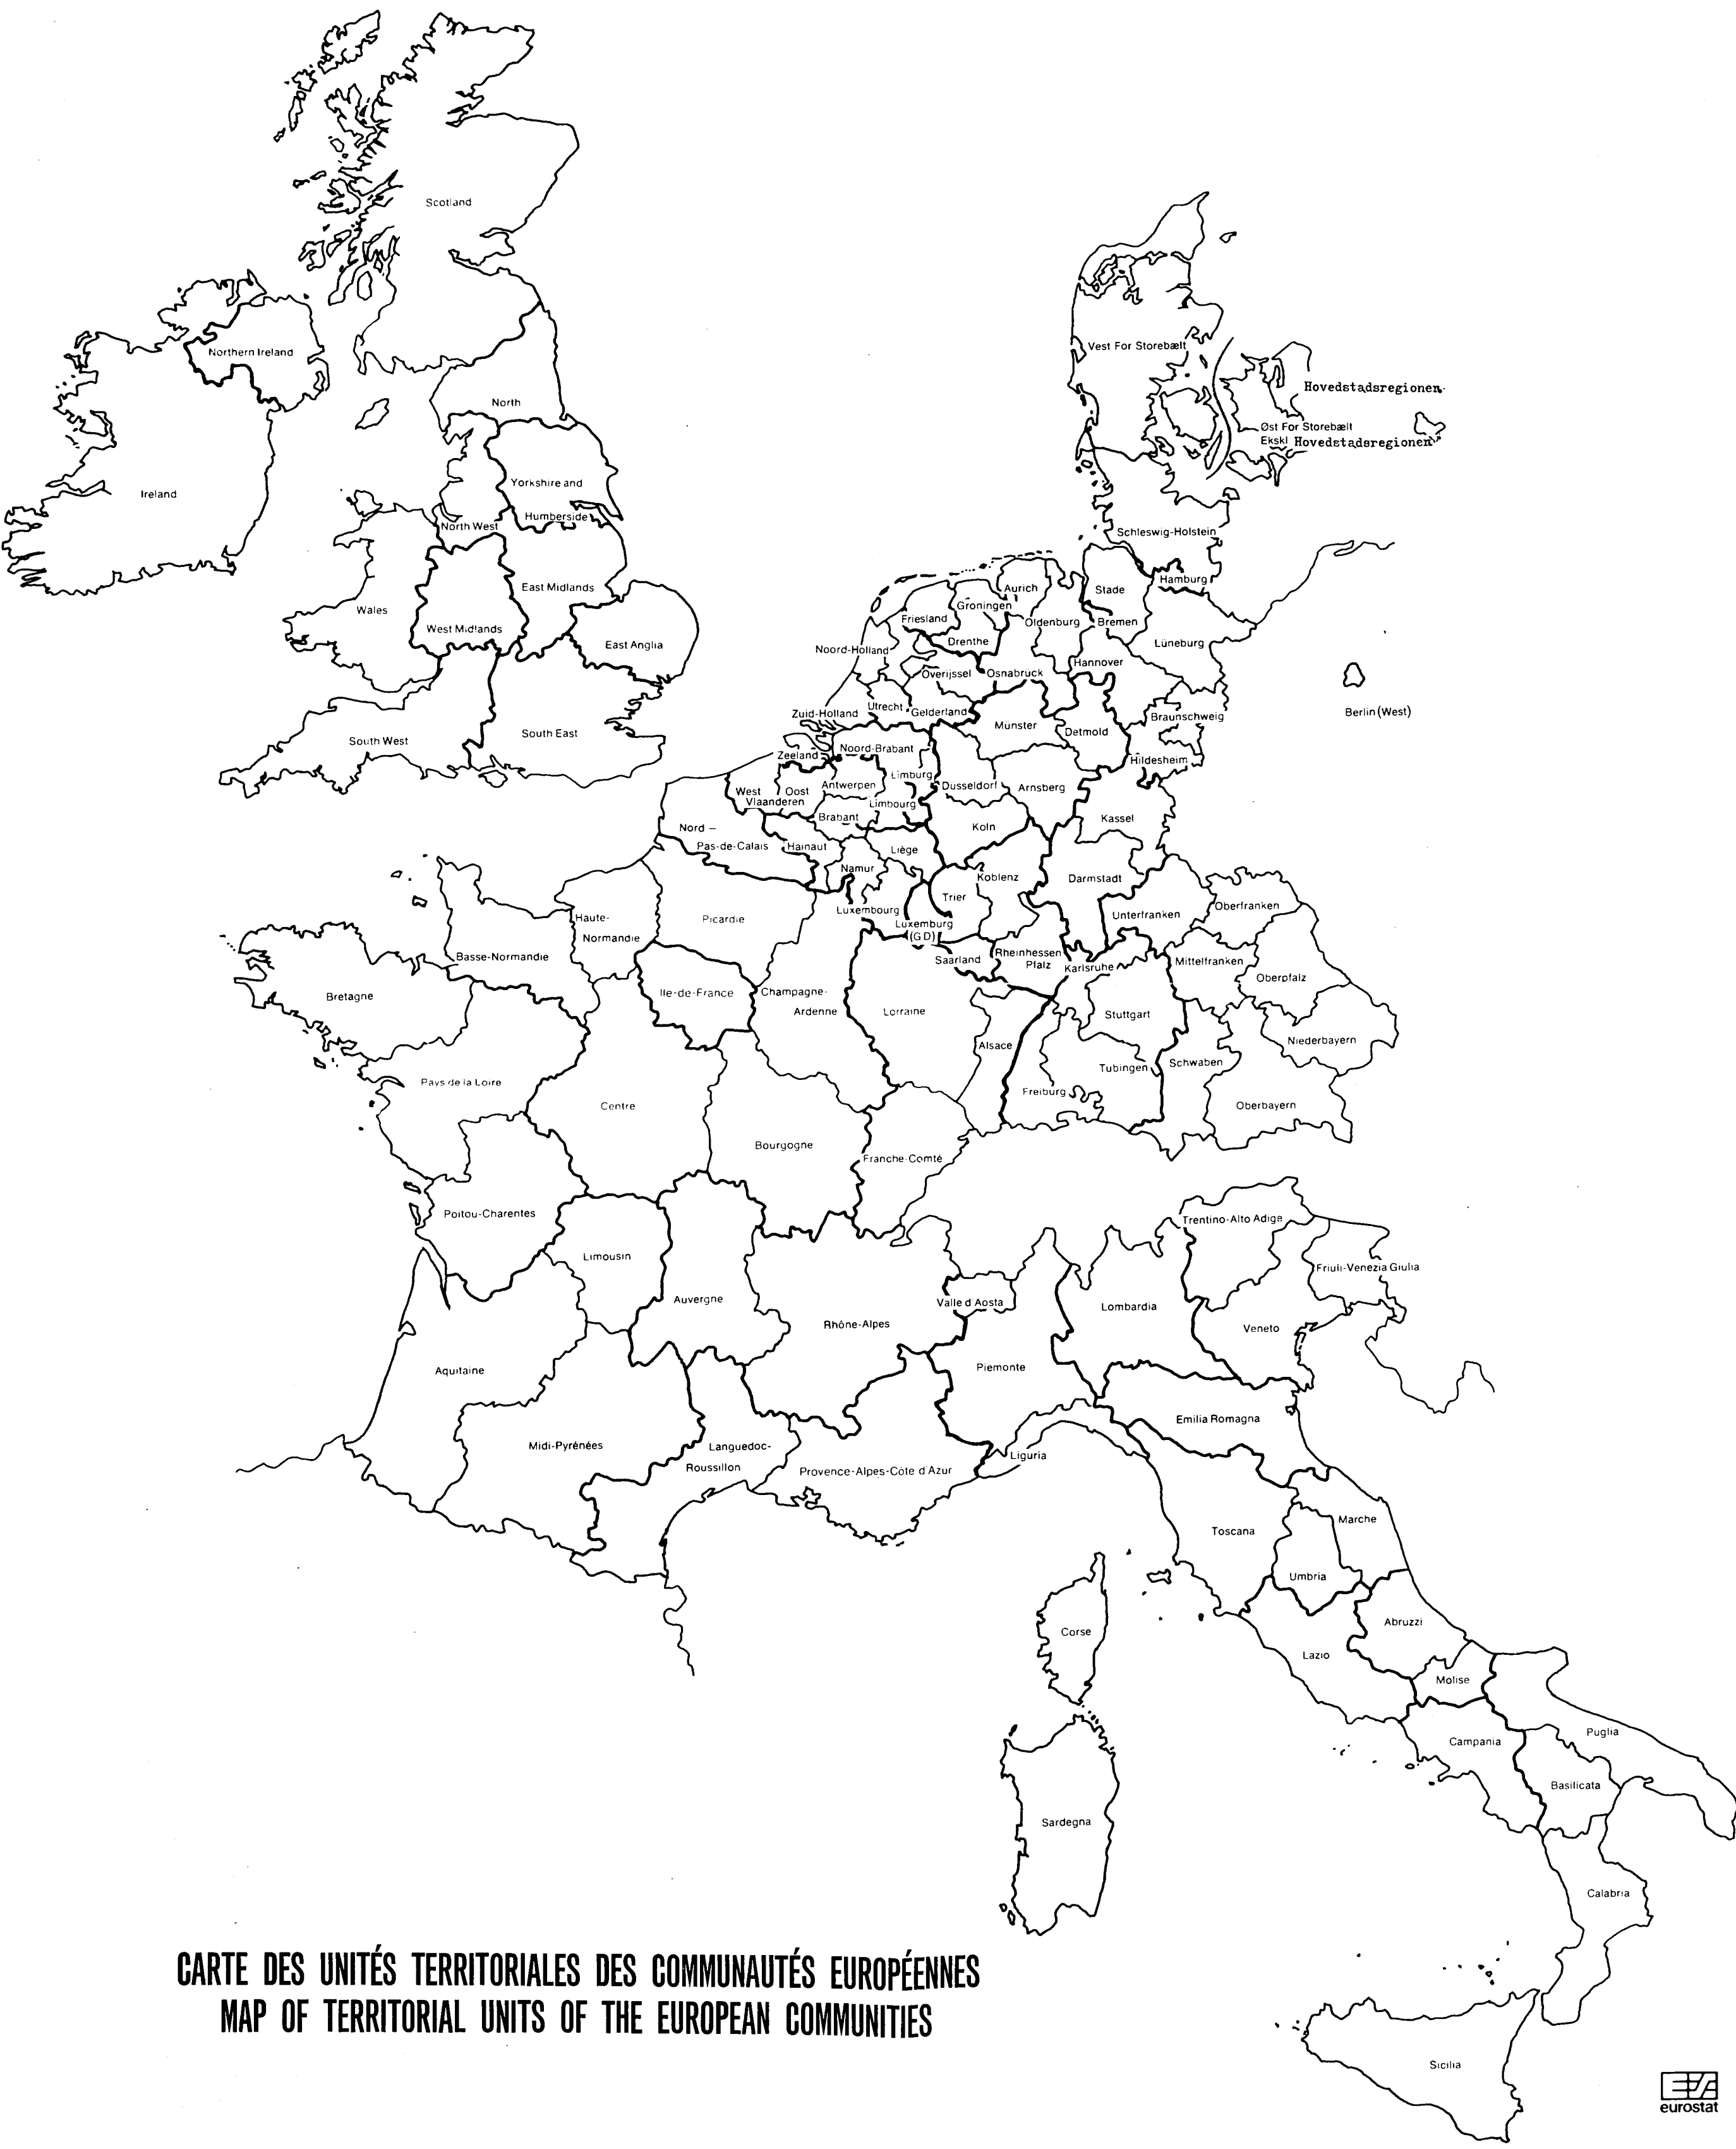 Scotland
Northern Ireland
North
Ireland
Yorkshire and
Humberside
North West
East Midlands
Wales
West Midlands
East Anglia
South West
South East
Vest For Storebælt
Hovedstadsregionen
Øst For Storebælt
Ekskl Hovedstadsregionen
Schleswig-Holstein
Hamburg
Aurich
Stade
Groningen
Friesland
Oldenburg
Bremen
Drenthe
Lüneburg
Noord-Holland
Hannover
Overijssel
Osnabrück
Utrecht
Gelderland
Zuid-Holland
Münster
Braunschweig
Berlin (West)
Detmold
Noord-Brabant
Zeeland
Hildesheim
Limburg
Antwerpen
Dusseldorf
Arnsberg
West
Oost
Vlaanderen
Limbourg
Brabant
Kassel
Nord –
Pas-de-Calais
Koln
Hainaut
Liège
Namur
Koblenz
Darmstadt
Trier
Luxembourg
Oberfranken
Unterfranken
Picardie
Haute-
Normandie
Luxemburg
(G D)
Basse-Normandie
Saarland
Rheinhessen
Pfalz
Karlsruhe
Mittelfranken
Oberpfalz
Bretagne
Ile-de-France
Champagne-
Ardenne
Lorraine
Stuttgart
Niederbayern
Alsace
Tubingen
Schwaben
Pays de la Loire
Freiburg
Centre
Oberbayern
Bourgogne
Franche-Comté
Poitou-Charentes
Trentino-Alto Adige
Limousin
Friuli-Venezia Giulia
Auvergne
Valle d'Aosta
Lombardia
Rhône-Alpes
Veneto
Aquitaine
Piemonte
Emilia Romagna
Midi-Pyrénées
Languedoc-
Roussillon
Liguria
Provence-Alpes-Côte d'Azur
Marche
Toscana
Umbria
Abruzzi
Corse
Lazio
Molise
Puglia
Campania
Basilicata
Sardegna
Calabria
CARTE DES UNITÉS TERRITORIALES DES COMMUNAUTÉS EUROPÉENNES
MAP OF TERRITORIAL UNITS OF THE EUROPEAN COMMUNITIES
Sicilia
eurostat